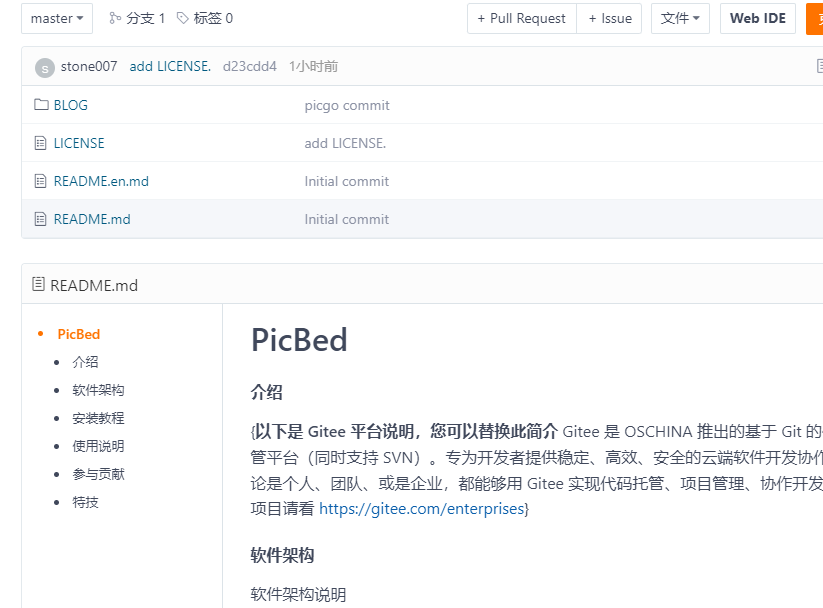 master 分支 1 标签 0 + Pull Request + Issue 文件 Web IDE
s stone007 add LICENSE. d23cdd4 1小时前
BLOG picgo commit
LICENSE add LICENSE.
README.en.md Initial commit
README.md Initial commit
README.md
PicBed
介绍
软件架构
安装教程
使用说明
参与贡献
特技
PicBed
介绍
{以下是 Gitee 平台说明，您可以替换此简介 Gitee 是 OSCHINA 推出的基于 Git 的
管平台（同时支持 SVN）。专为开发者提供稳定、高效、安全的云端软件开发协作
论是个人、团队、或是企业，都能够用 Gitee 实现代码托管、项目管理、协作开发
项目请看 https://gitee.com/enterprises}
软件架构
软件架构说明